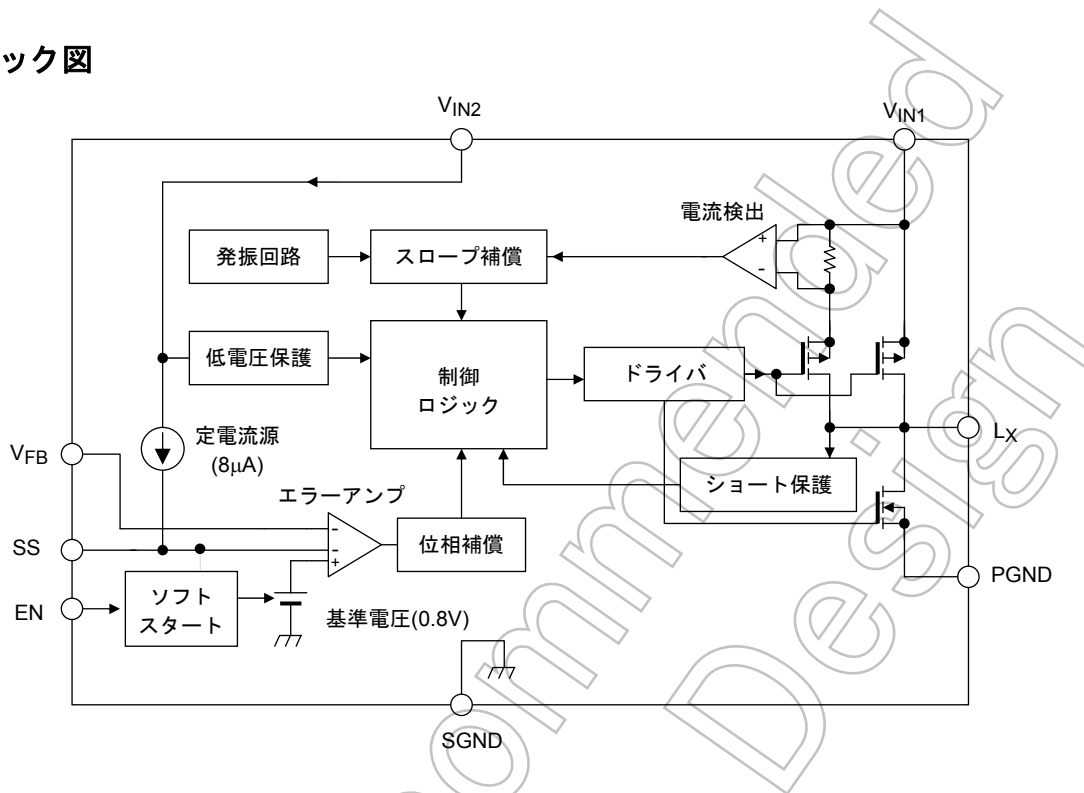 ック図
VIN2
VIN1
電流検出
+
-
発振回路
スロープ補償
低電圧保護
制御
ロジック
ドライバ
VFB
定電流源
(8μA)
LX
ショート保護
エラーアンプ
-
-
+
位相補償
SS
EN
ソフト
スタート
基準電圧(0.8V)
PGND
SGND
ommended
Design